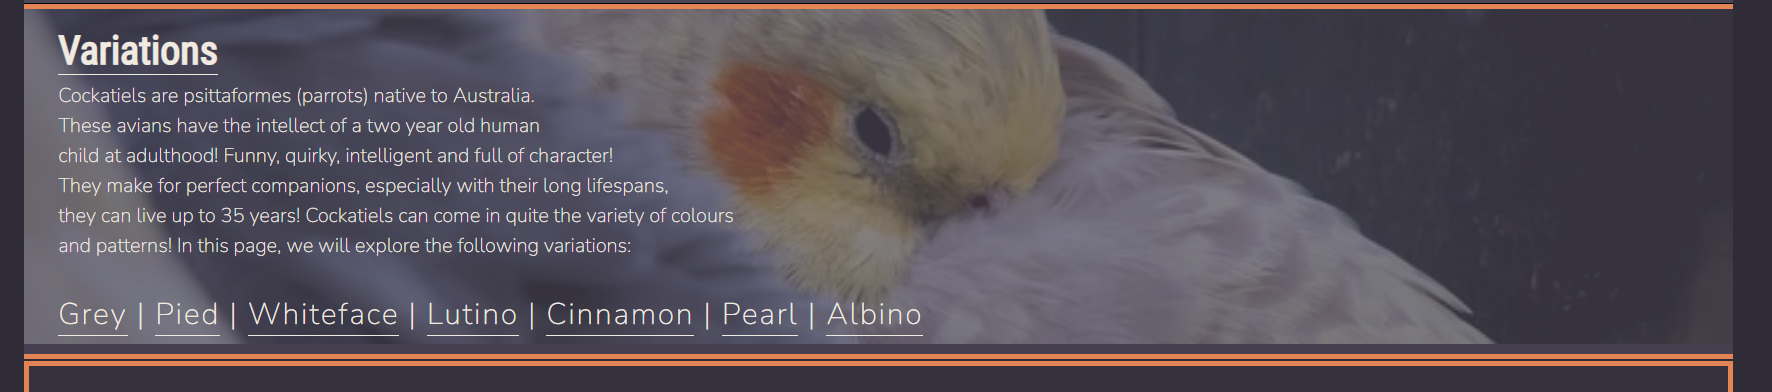 Variations
Cockatiels are psittaformes (parrots) native to Australia.
These avians have the intellect of a two year old human
child at adulthood! Funny, quirky, intelligent and full of character!
They make for perfect companions, especially with their long lifespans,
they can live up to 35 years! Cockatiels can come in quite the variety of colours
and patterns! In this page, we will explore the following variations:
Grey | Pied | Whiteface | Lutino | Cinnamon | Pearl | Albino